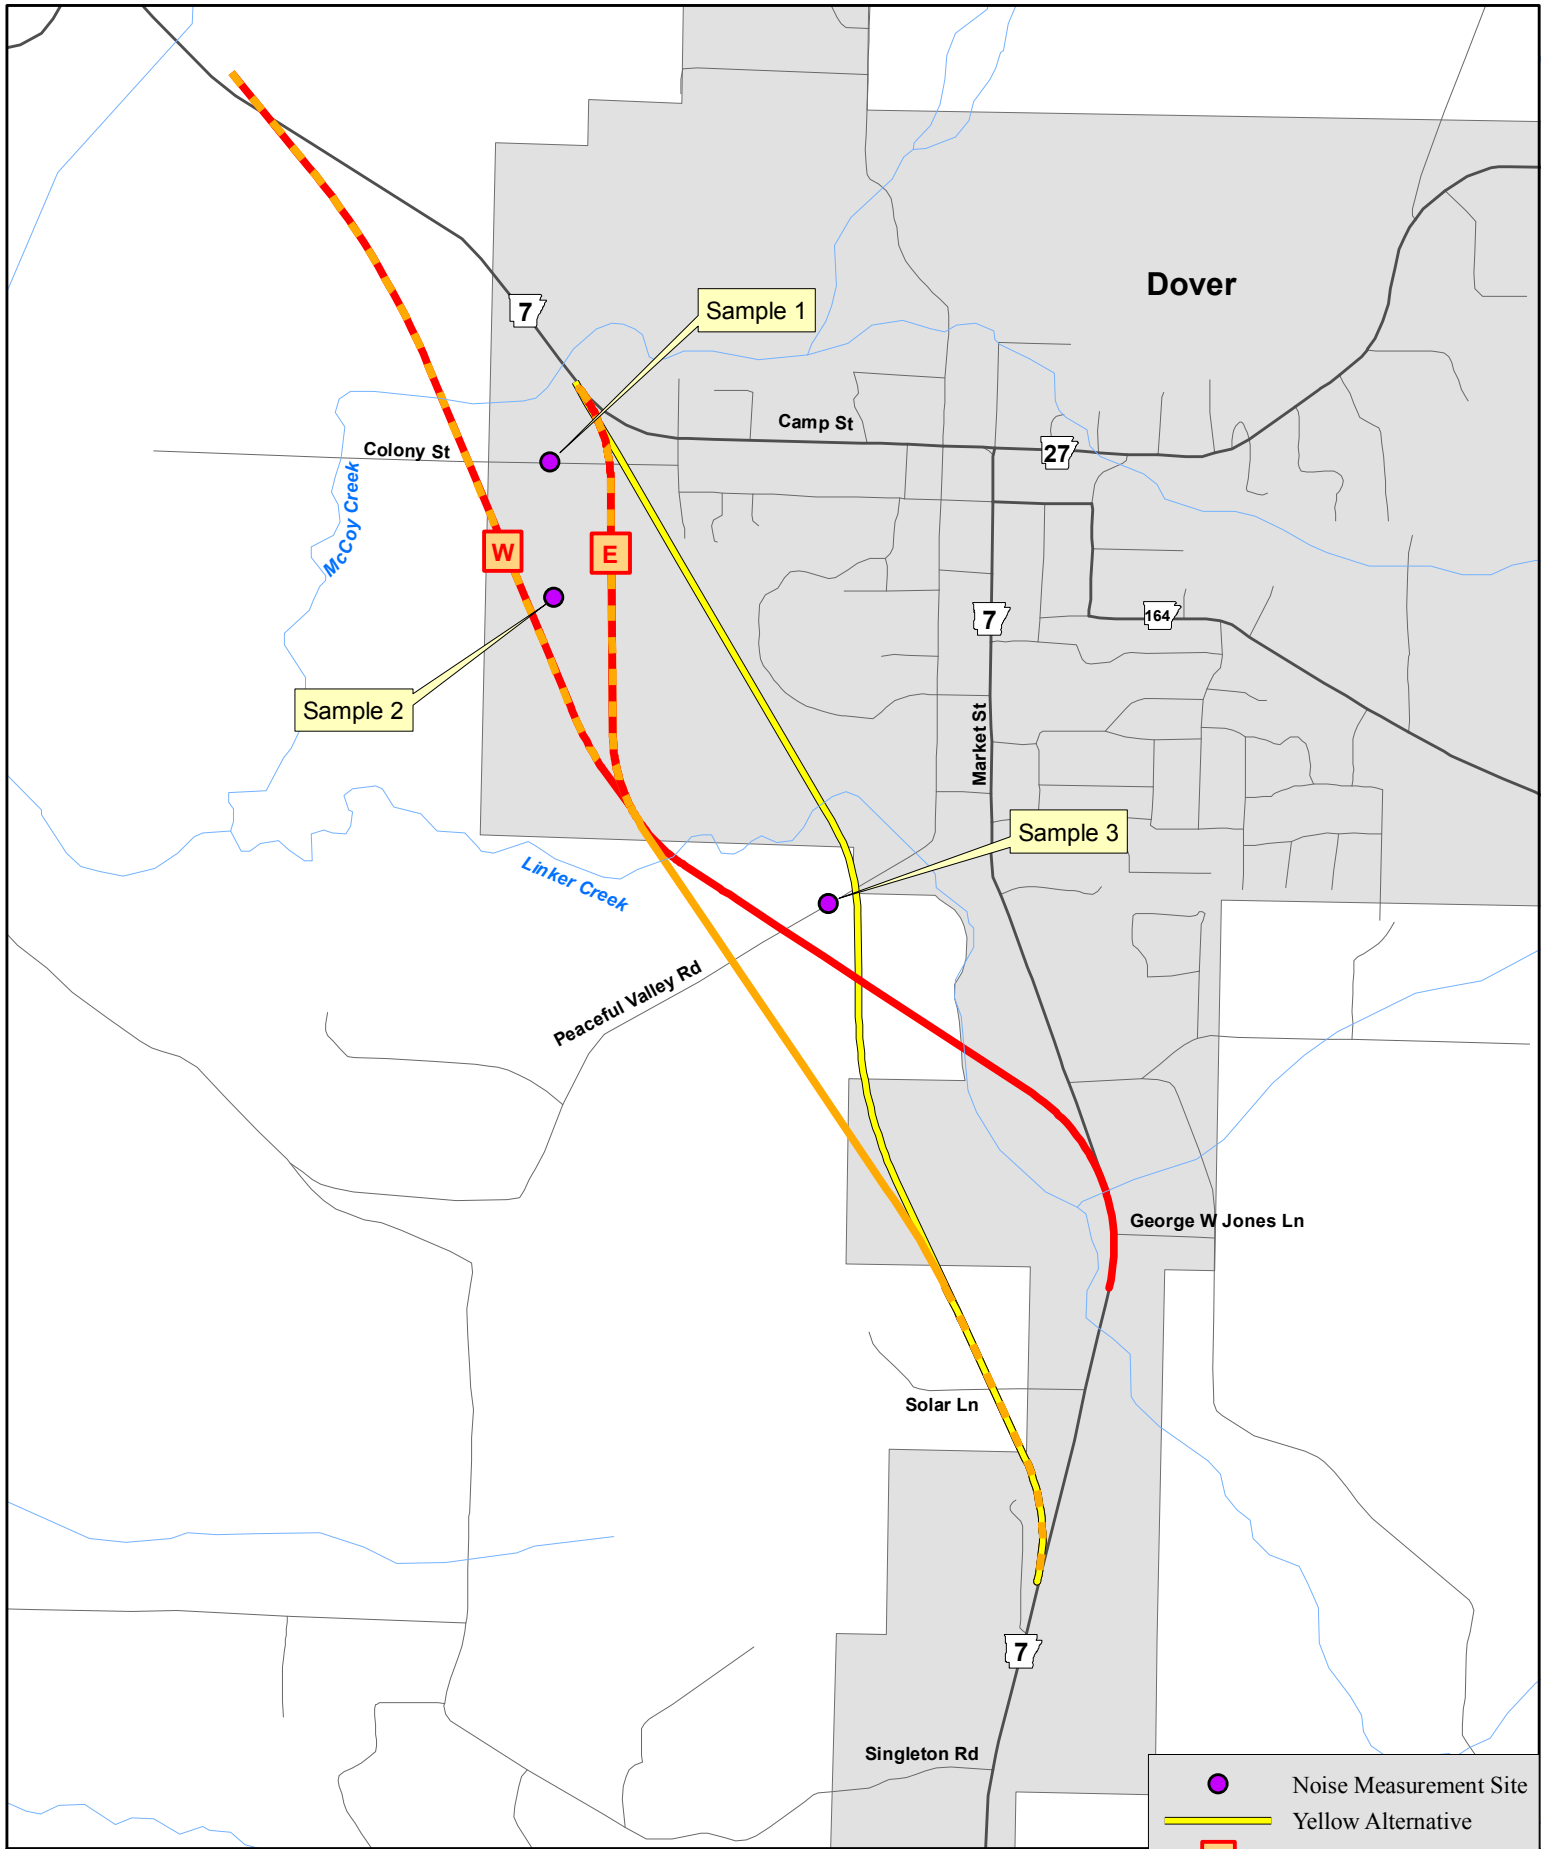 Dover
7
Sample 1
Camp St
27
Colony St
McCoy Creek
W
E
7
164
Sample 2
Market St
Sample 3
Linker Creek
Peaceful Valley Rd
George W Jones Ln
Solar Ln
7
Singleton Rd
Noise Measurement Site
Yellow Alternative